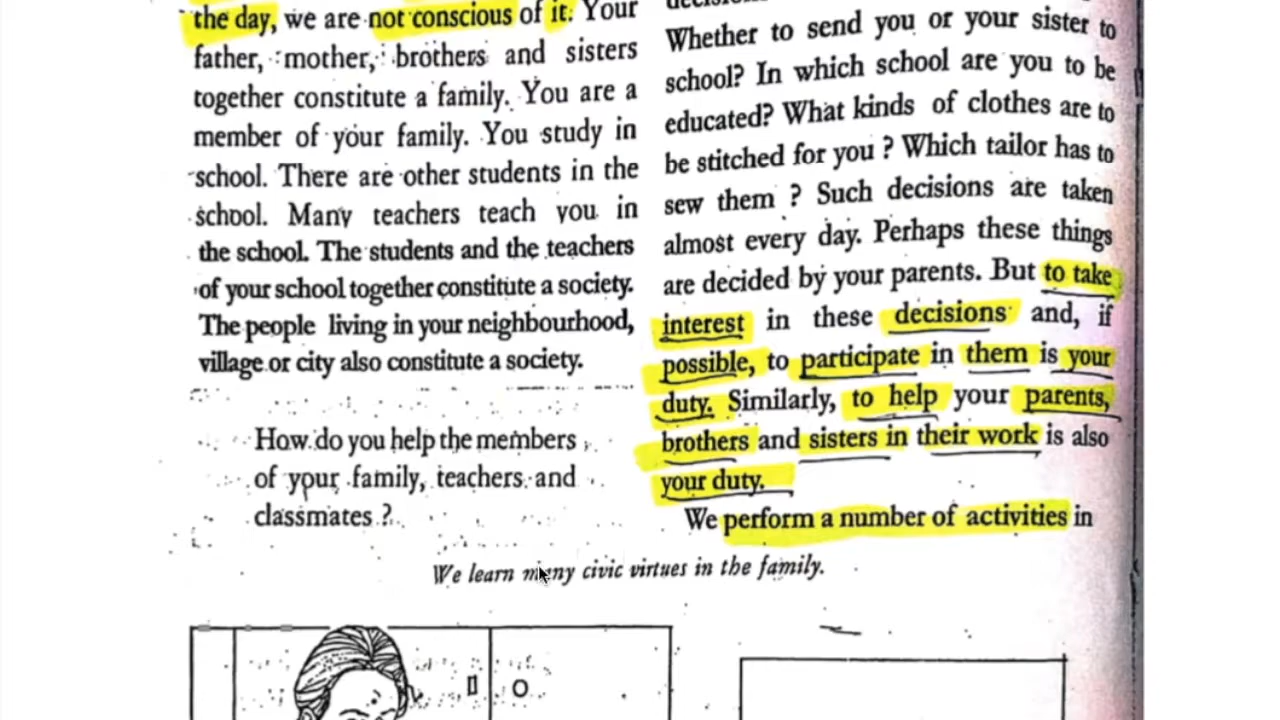 the day, we are not conscious of it. Your
father, mother, brothers and sisters
together constitute a family. You are a
member of your family. You study in
school. There are other students in the
school. Many teachers teach you in
the school. The students and the teachers
of your school together constitute a society.
The people living in your neighbourhood,
village or city also constitute a society.
How do you help the members
of your family, teachers and
classmates ?
Whether to send you or your sister to
school? In which school are you to be
educated? What kinds of clothes are to
be stitched for you ? Which tailor has to
sew them ? Such decisions are taken
almost every day. Perhaps these things
are decided by your parents. But to take
interest in these decisions and, if
possible, to participate in them is your
duty. Similarly, to help your parents,
brothers and sisters in their work is also
your duty.
We perform a number of activities in
We learn many civic virtues in the family.